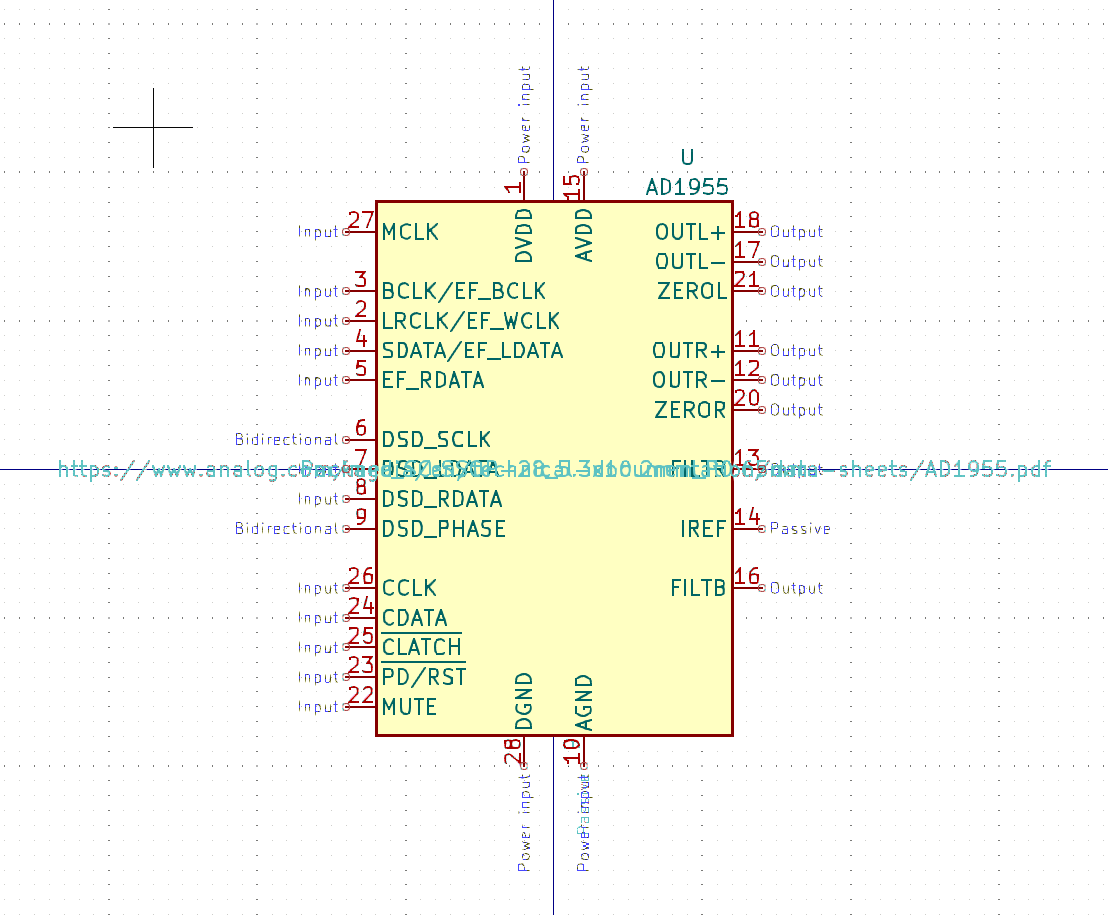 Power input
Power input
U
AD1955
1
15
DVDD
AVDD
Input 27 MCLK
OUTL+ 18 Output
OUTL- 17 Output
Input 3 BCLK/EF_BCLK
ZEROL 21 Output
Input 2 LRCLK/EF_WCLK
Input 4 SDATA/EF_LDATA
OUTR+ 11 Output
Input 5 EF_RDATA
OUTR- 12 Output
ZEROR 20 Output
Bidirectional 6 DSD_SCLK
7 DSD_LDATA
FILTR 13
Input 8 DSD_RDATA
Bidirectional 9 DSD_PHASE
IREF 14 Passive
Input 26 CCLK
FILTB 16 Output
Input 24 CDATA
Input 25 CLATCH
Input 23 PD/RST
Input 22 MUTE
DGND
AGND
28
10
Power input
Power input